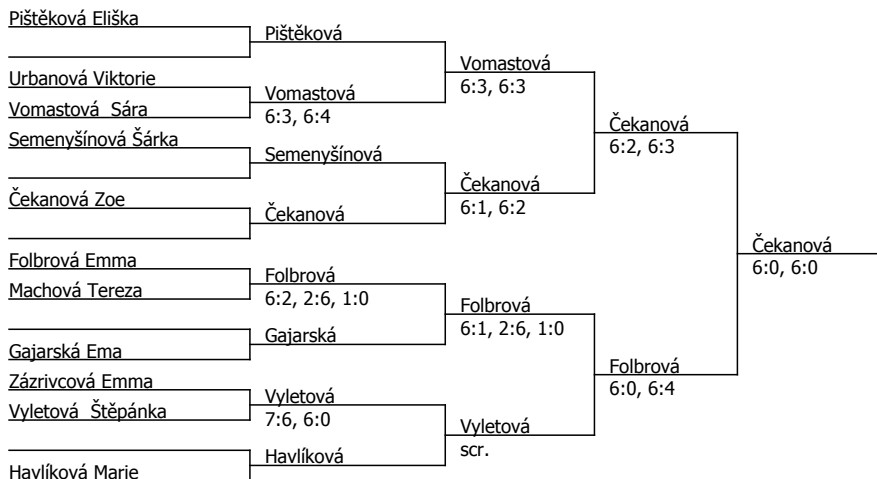 Pištěková Eliška
Urbanová Viktorie
Vomastová  Sára
Semenyšínová Šárka
Čekanová Zoe
Folbrová Emma
Machová Tereza
Gajarská Ema
Zázrivcová Emma
Vyletová  Štěpánka
Havlíková Marie
Pištěková
Vomastová
6:3, 6:4
Semenyšínová
Čekanová
Folbrová
6:2, 2:6, 1:0
Gajarská
Vyletová
7:6, 6:0
Havlíková
Vomastová
6:3, 6:3
Čekanová
6:1, 6:2
Folbrová
6:1, 2:6, 1:0
Vyletová
scr.
Čekanová
6:2, 6:3
Folbrová
6:0, 6:4
Čekanová
6:0, 6:0